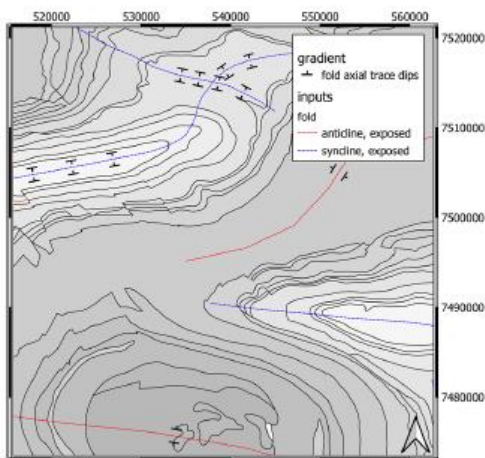 520000 530000 540000 550000 560000
7520000
gradient
fold axial trace dips
inputs
fold
anticline, exposed
syncline, exposed
7510000
7500000
7490000
7480000